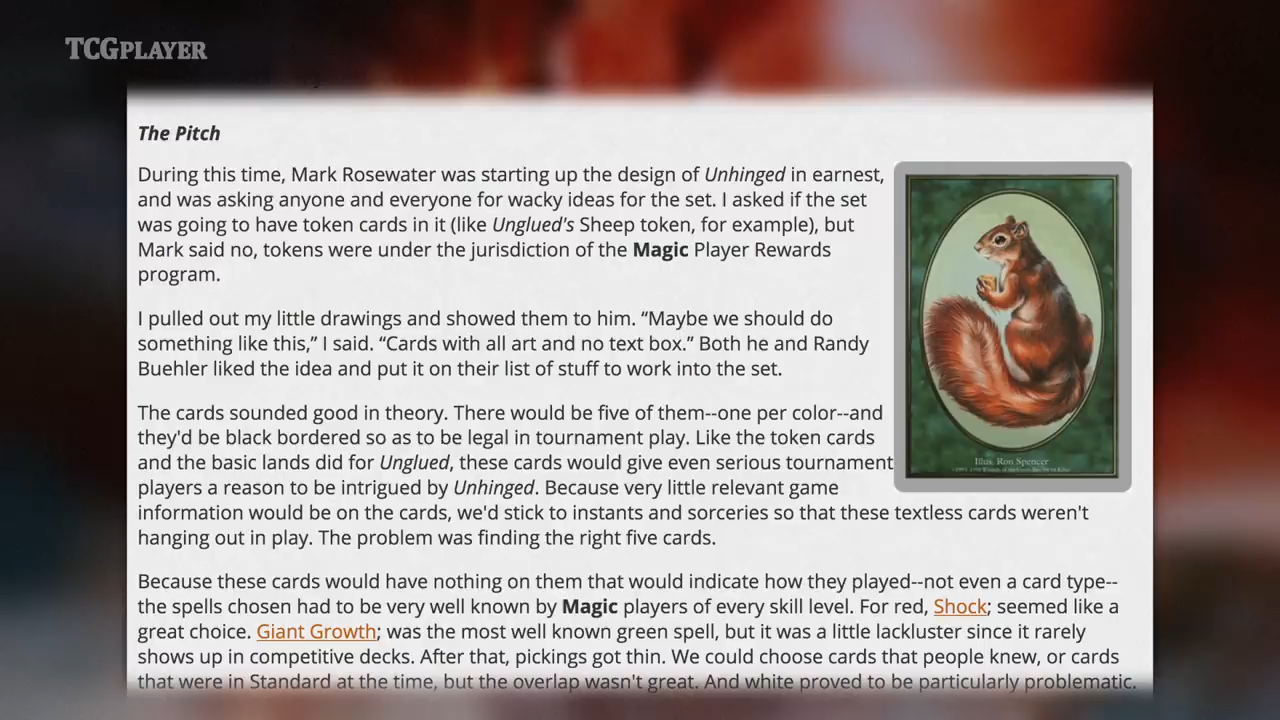 TCGPLAYER
The Pitch
During this time, Mark Rosewater was starting up the design of Unhinged in earnest,
and was asking anyone and everyone for wacky ideas for the set. I asked if the set
was going to have token cards in it (like Unglued's Sheep token, for example), but
Mark said no, tokens were under the jurisdiction of the Magic Player Rewards
program.
I pulled out my little drawings and showed them to him. “Maybe we should do
something like this,” I said. “Cards with all art and no text box.” Both he and Randy
Buehler liked the idea and put it on their list of stuff to work into the set.
The cards sounded good in theory. There would be five of them--one per color--and
they'd be black bordered so as to be legal in tournament play. Like the token cards
and the basic lands did for Unglued, these cards would give even serious tournament
players a reason to be intrigued by Unhinged. Because very little relevant game
information would be on the cards, we'd stick to instants and sorceries so that these textless cards weren't
hanging out in play. The problem was finding the right five cards.
Because these cards would have nothing on them that would indicate how they played--not even a card type--
the spells chosen had to be very well known by Magic players of every skill level. For red, Shock; seemed like a
great choice. Giant Growth; was the most well known green spell, but it was a little lackluster since it rarely
shows up in competitive decks. After that, pickings got thin. We could choose cards that people knew, or cards
that were in Standard at the time, but the overlap wasn't great. And white proved to be particularly problematic.
Illus. Ron Spencer